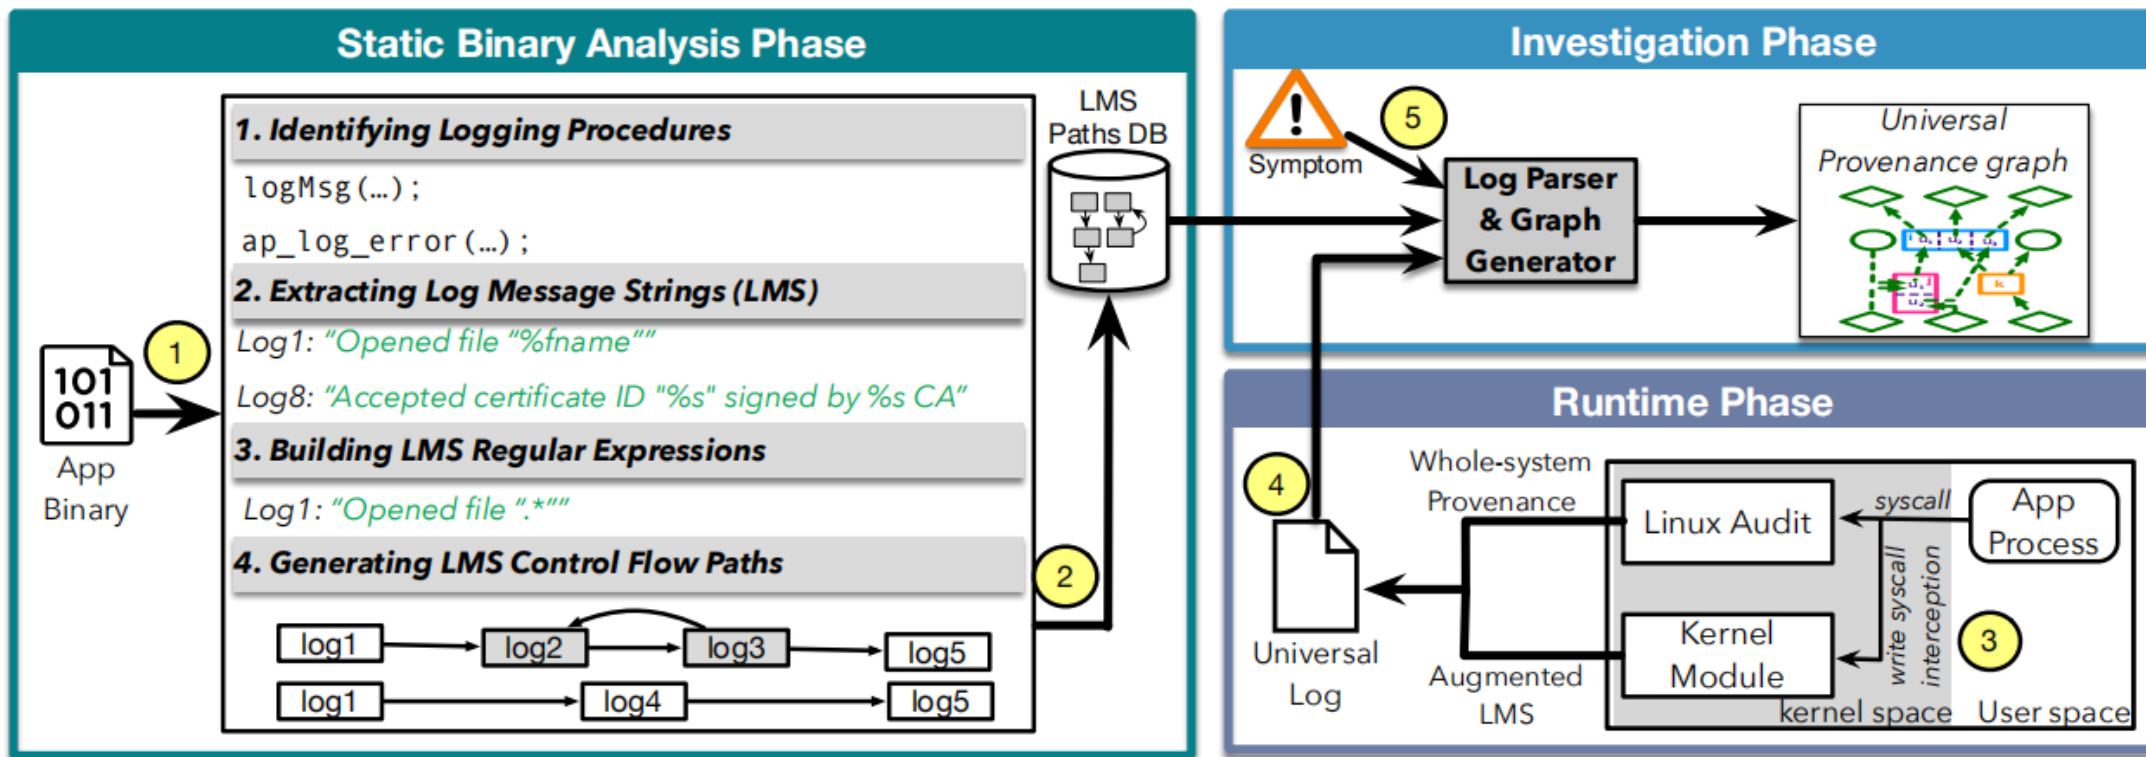 Static Binary Analysis Phase
1. Identifying Logging Procedures
logMsg(…);
ap_log_error(…);
2. Extracting Log Message Strings (LMS)
Log1: “Opened file “%fname””
Log8: “Accepted certificate ID "%s" signed by %s CA”
3. Building LMS Regular Expressions
Log1: “Opened file “.*””
4. Generating LMS Control Flow Paths
log1
log2
log3
log5
log1
log4
log5
101
011
App
Binary
1
2
LMS
Paths DB
Investigation Phase
Symptom
5
Log Parser
& Graph
Generator
Universal
Provenance graph
k
Runtime Phase
4
Universal
Log
Whole-system
Provenance
Augmented
LMS
Linux Audit
Kernel
Module
syscall
write syscall
interception
App
Process
3
kernel space
User space